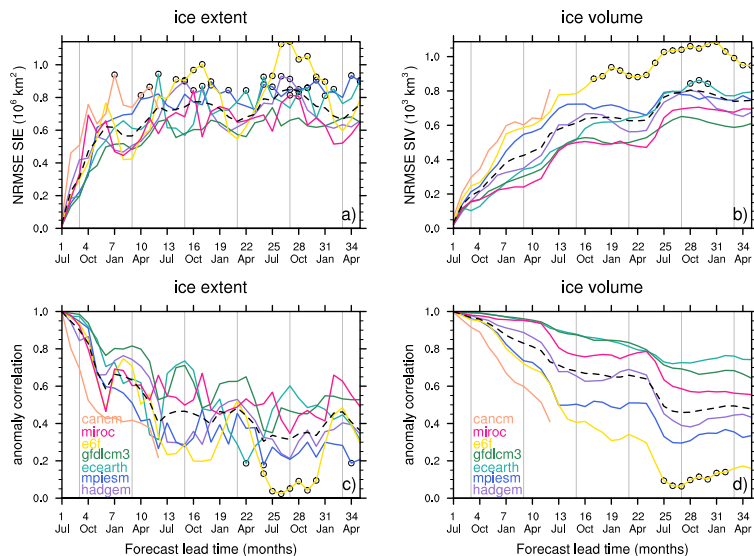 ice extent
ice volume
NRMSE SIE (10⁶ km²)
1.0
0.8
0.6
0.4
0.2
0.0
a)
1 4 7 10 13 16 19 22 25 28 31 34
Jul Oct Jan Apr Jul Oct Jan Apr Jul Oct Jan Apr
NRMSE SIV (10³ km³)
1.0
0.8
0.6
0.4
0.2
0.0
b)
1 4 7 10 13 16 19 22 25 28 31 34
Jul Oct Jan Apr Jul Oct Jan Apr Jul Oct Jan Apr
ice extent
ice volume
anomaly correlation
1.0
0.8
0.6
0.4
0.2
0.0
cancm
miroc
e6f
gfdlcm3
ecearth
mpiesm
hadgem
c)
1 4 7 10 13 16 19 22 25 28 31 34
Jul Oct Jan Apr Jul Oct Jan Apr Jul Oct Jan Apr
Forecast lead time (months)
anomaly correlation
1.0
0.8
0.6
0.4
0.2
0.0
cancm
miroc
e6f
gfdlcm3
ecearth
mpiesm
hadgem
d)
1 4 7 10 13 16 19 22 25 28 31 34
Jul Oct Jan Apr Jul Oct Jan Apr Jul Oct Jan Apr
Forecast lead time (months)